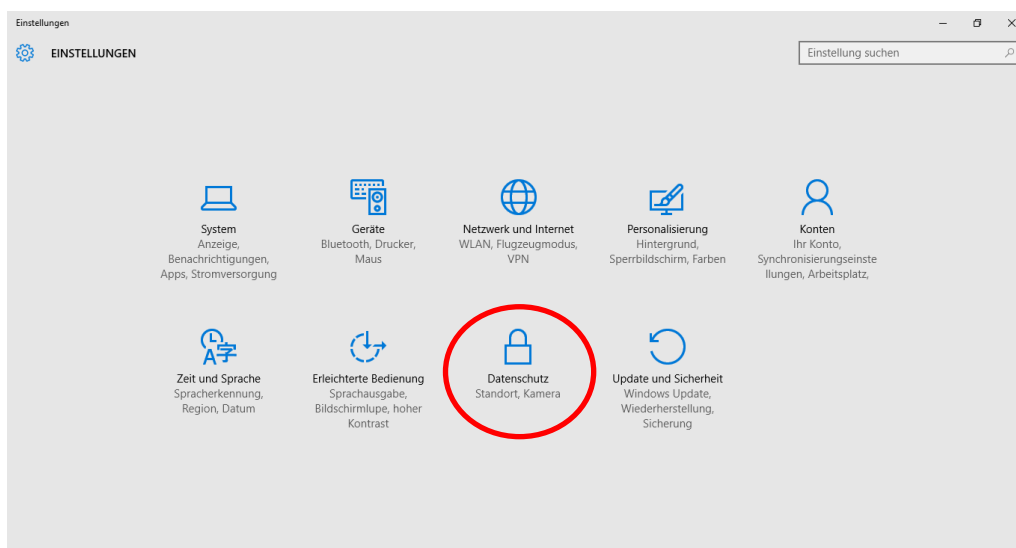 Einstellungen
EINSTELLUNGEN
Einstellung suchen
System
Anzeige,
Benachrichtigungen,
Apps, Stromversorgung
Geräte
Bluetooth, Drucker,
Maus
Netzwerk und Internet
WLAN, Flugzeugmodus,
VPN
Personalisierung
Hintergrund,
Sperrbildschirm, Farben
Konten
Ihr Konto,
Synchronisierungseinste
llungen, Arbeitsplatz,
Zeit und Sprache
Spracherkennung,
Region, Datum
Erleichterte Bedienung
Sprachausgabe,
Bildschirmlupe, hoher
Kontrast
Datenschutz
Standort, Kamera
Update und Sicherheit
Windows Update,
Wiederherstellung,
Sicherung